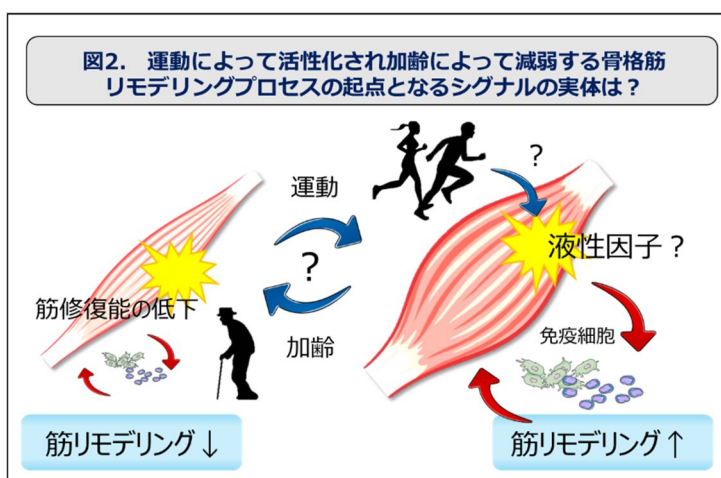 図2. 運動によって活性化され加齢によって減弱する骨格筋
リモデリングプロセスの起点となるシグナルの実体は?
運動
?
?
液性因子?
筋修復能の低下
加齢
免疫細胞
筋リモデリング↓
筋リモデリング↑